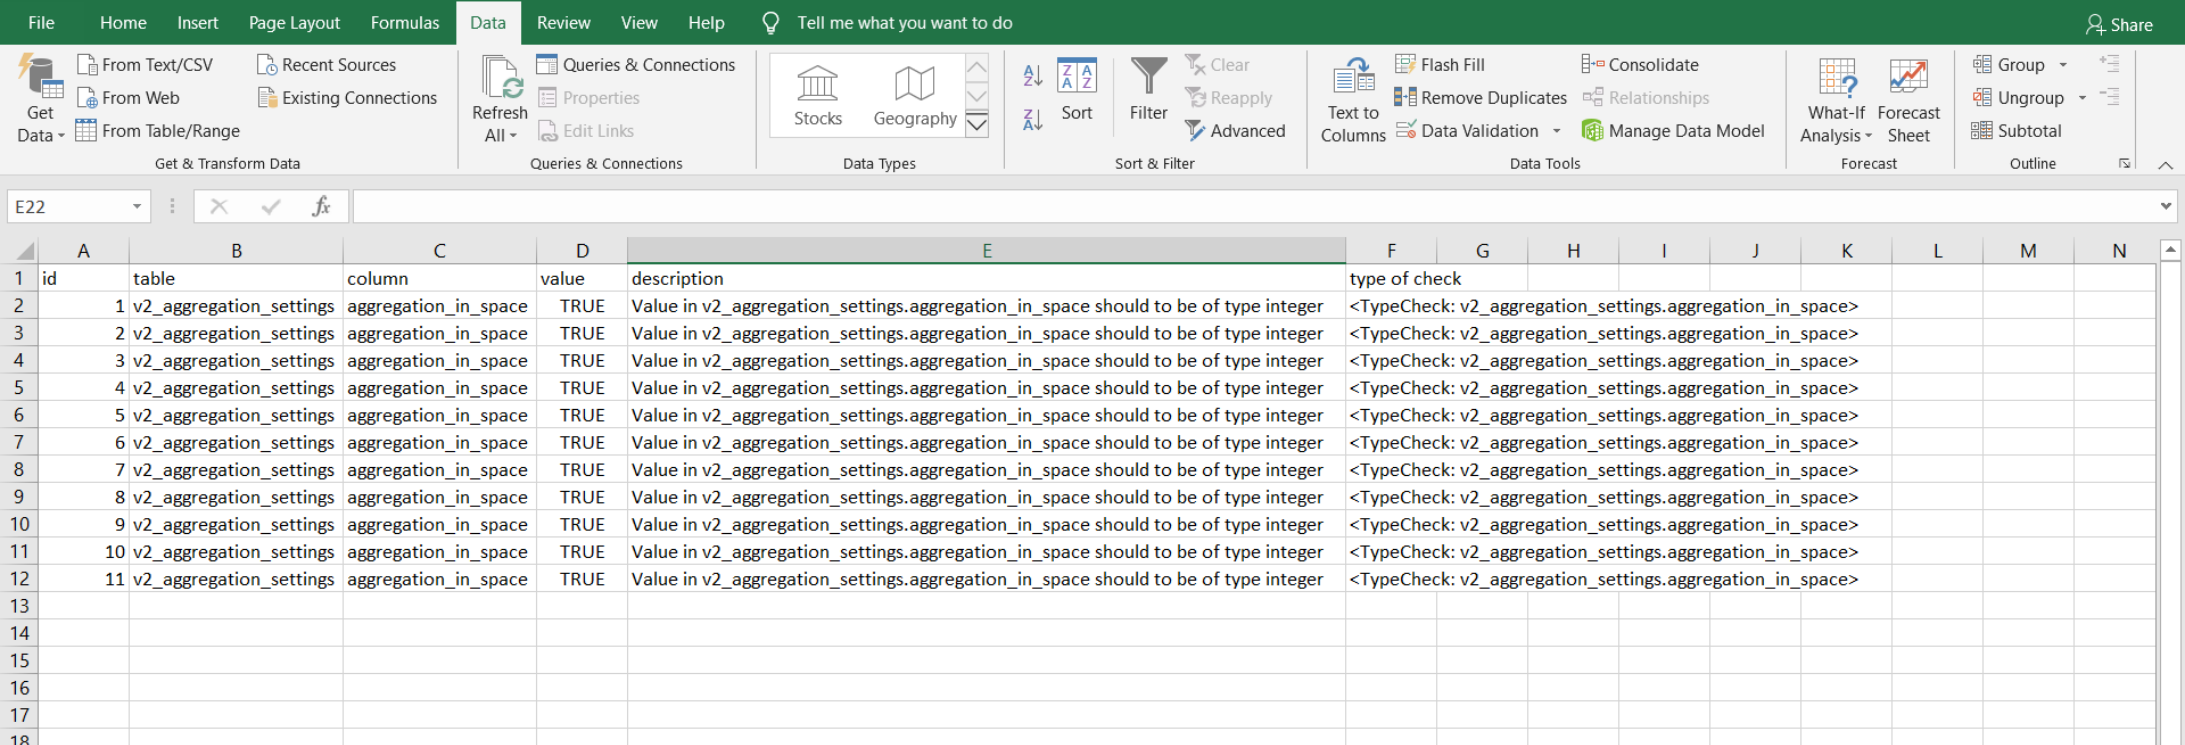 File Home Insert Page Layout Formulas Data Review View Help Tell me what you want to do Share
Get Data From Text/CSV From Web From Table/Range Recent Sources Existing Connections
Get & Transform Data
Refresh All Queries & Connections Properties Edit Links
Queries & Connections
Stocks Geography
Data Types
Sort Filter Clear Reapply Advanced
Sort & Filter
Text to Columns Flash Fill Remove Duplicates Data Validation Consolidate Relationships Manage Data Model
Data Tools
What-If Analysis Forecast Sheet
Forecast
Group Ungroup Subtotal
Outline
E22 fx
A B C D E F G H I J K L M N
1 id table column value description type of check
2 1 v2_aggregation_settings aggregation_in_space TRUE Value in v2_aggregation_settings.aggregation_in_space should to be of type integer <TypeCheck: v2_aggregation_settings.aggregation_in_space>
3 2 v2_aggregation_settings aggregation_in_space TRUE Value in v2_aggregation_settings.aggregation_in_space should to be of type integer <TypeCheck: v2_aggregation_settings.aggregation_in_space>
4 3 v2_aggregation_settings aggregation_in_space TRUE Value in v2_aggregation_settings.aggregation_in_space should to be of type integer <TypeCheck: v2_aggregation_settings.aggregation_in_space>
5 4 v2_aggregation_settings aggregation_in_space TRUE Value in v2_aggregation_settings.aggregation_in_space should to be of type integer <TypeCheck: v2_aggregation_settings.aggregation_in_space>
6 5 v2_aggregation_settings aggregation_in_space TRUE Value in v2_aggregation_settings.aggregation_in_space should to be of type integer <TypeCheck: v2_aggregation_settings.aggregation_in_space>
7 6 v2_aggregation_settings aggregation_in_space TRUE Value in v2_aggregation_settings.aggregation_in_space should to be of type integer <TypeCheck: v2_aggregation_settings.aggregation_in_space>
8 7 v2_aggregation_settings aggregation_in_space TRUE Value in v2_aggregation_settings.aggregation_in_space should to be of type integer <TypeCheck: v2_aggregation_settings.aggregation_in_space>
9 8 v2_aggregation_settings aggregation_in_space TRUE Value in v2_aggregation_settings.aggregation_in_space should to be of type integer <TypeCheck: v2_aggregation_settings.aggregation_in_space>
10 9 v2_aggregation_settings aggregation_in_space TRUE Value in v2_aggregation_settings.aggregation_in_space should to be of type integer <TypeCheck: v2_aggregation_settings.aggregation_in_space>
11 10 v2_aggregation_settings aggregation_in_space TRUE Value in v2_aggregation_settings.aggregation_in_space should to be of type integer <TypeCheck: v2_aggregation_settings.aggregation_in_space>
12 11 v2_aggregation_settings aggregation_in_space TRUE Value in v2_aggregation_settings.aggregation_in_space should to be of type integer <TypeCheck: v2_aggregation_settings.aggregation_in_space>
13
14
15
16
17
18